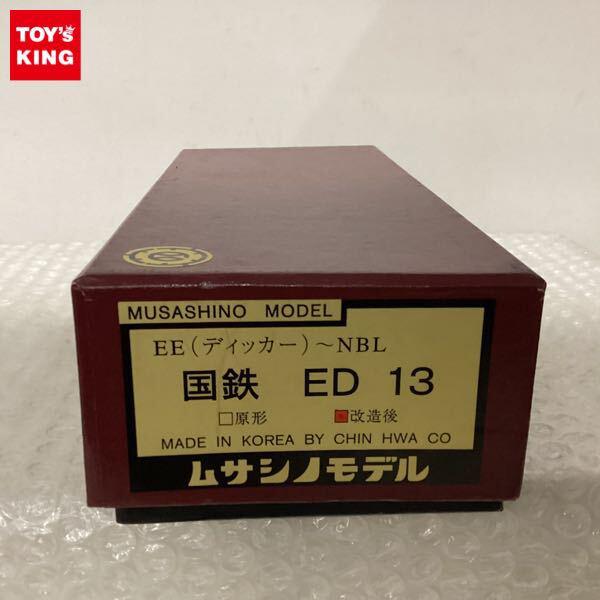 TOY's
KING
MUSASHINO MODEL
EE(ディッカー)～NBL
国鉄 ED 13
□原形 ■改造後
MADE IN KOREA BY CHIN HWA CO
ムサシノモデル